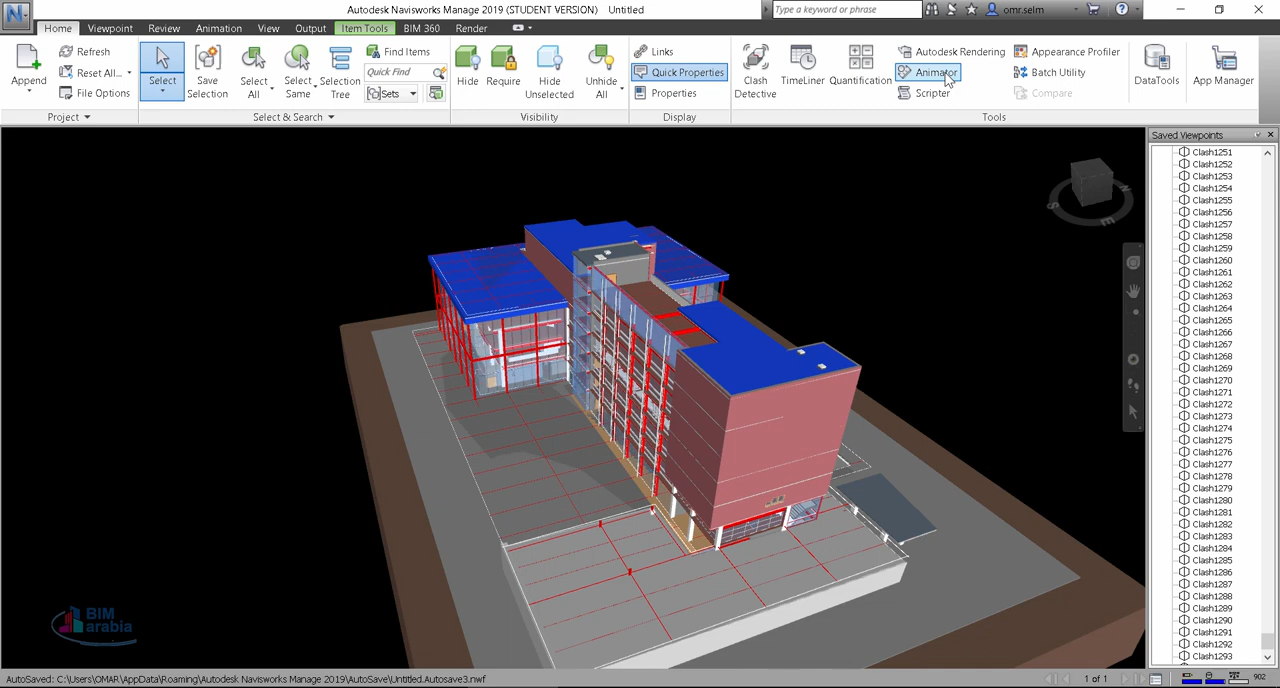 Autodesk Navisworks Manage 2019 (STUDENT VERSION) Untitled
Type a keyword or phrase
omr.selm
Home Viewpoint Review Animation View Output Item Tools BIM 360 Render
Append
Refresh
Reset All...
File Options
Project
Select
Save Selection
Select All
Select Same
Selection Tree
Find Items
Quick Find
Sets
Select & Search
Hide
Require
Hide Unselected
Unhide All
Visibility
Links
Quick Properties
Properties
Display
Clash Detective
TimeLiner
Quantification
Autodesk Rendering
Animator
Scripter
Appearance Profiler
Batch Utility
Compare
Tools
DataTools
App Manager
Saved Viewpoints
Clash1251
Clash1252
Clash1253
Clash1254
Clash1255
Clash1256
Clash1257
Clash1258
Clash1259
Clash1260
Clash1261
Clash1262
Clash1263
Clash1264
Clash1265
Clash1266
Clash1267
Clash1268
Clash1269
Clash1270
Clash1271
Clash1272
Clash1273
Clash1274
Clash1275
Clash1276
Clash1277
Clash1278
Clash1279
Clash1280
Clash1281
Clash1282
Clash1283
Clash1284
Clash1285
Clash1286
Clash1287
Clash1288
Clash1289
Clash1290
Clash1291
Clash1292
Clash1293
S
E
N
BIM
arabia
AutoSaved: C:\Users\OMAR\AppData\Roaming\Autodesk Navisworks Manage 2019\AutoSave\Untitled.Autosave3.nwf
1 of 1
902